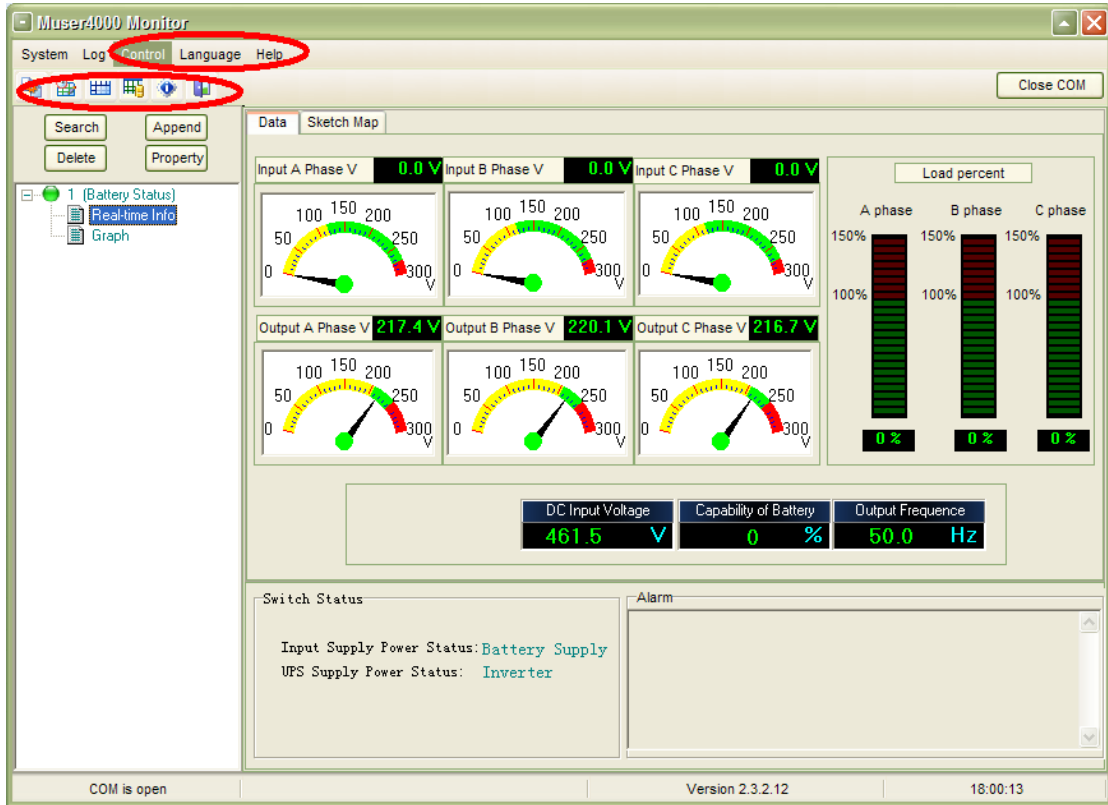 Muser4000 Monitor
System Log Control Language Help
Close COM
Search Append
Delete Property
1 (Battery Status)
Real-time Info
Graph
Data Sketch Map
Input A Phase V 0.0 V Input B Phase V 0.0 V Input C Phase V 0.0 V
0 50 100 150 200 250 300 V
0 50 100 150 200 250 300 V
0 50 100 150 200 250 300 V
Output A Phase V 217.4 V Output B Phase V 220.1 V Output C Phase V 216.7 V
0 50 100 150 200 250 300 V
0 50 100 150 200 250 300 V
0 50 100 150 200 250 300 V
Load percent
A phase B phase C phase
150% 150% 150%
100% 100% 100%
0 % 0 % 0 %
DC Input Voltage Capability of Battery Output Frequence
461.5 V 0 % 50.0 Hz
Switch Status
Input Supply Power Status: Battery Supply
UPS Supply Power Status: Inverter
Alarm
COM is open Version 2.3.2.12 18:00:13